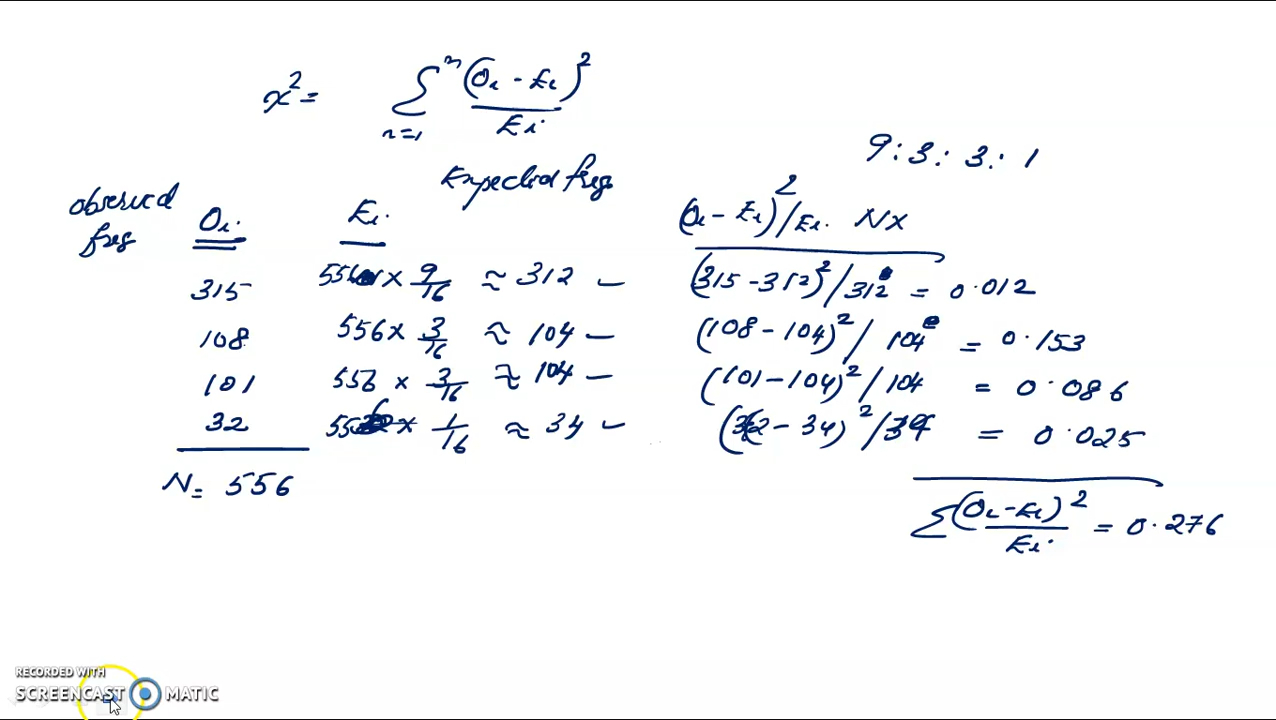 x² = Σ n=1 n (Oi - Ei)² / Ei
9 : 3 : 3 : 1
Expected freq
observed freq
Oi Ei (Oi - Ei)²/Ei
315 556 × 9/16 ≈ 312 (315 - 312)²/312 = 0.012
108 556 × 3/16 ≈ 104 (108 - 104)²/104 = 0.153
101 556 × 3/16 ≈ 104 (101 - 104)²/104 = 0.086
32 556 × 1/16 ≈ 34 (32 - 34)²/34 = 0.025
N = 556
Σ (Oi - Ei)² / Ei = 0.276
RECORDED WITH
SCREENCAST MATIC